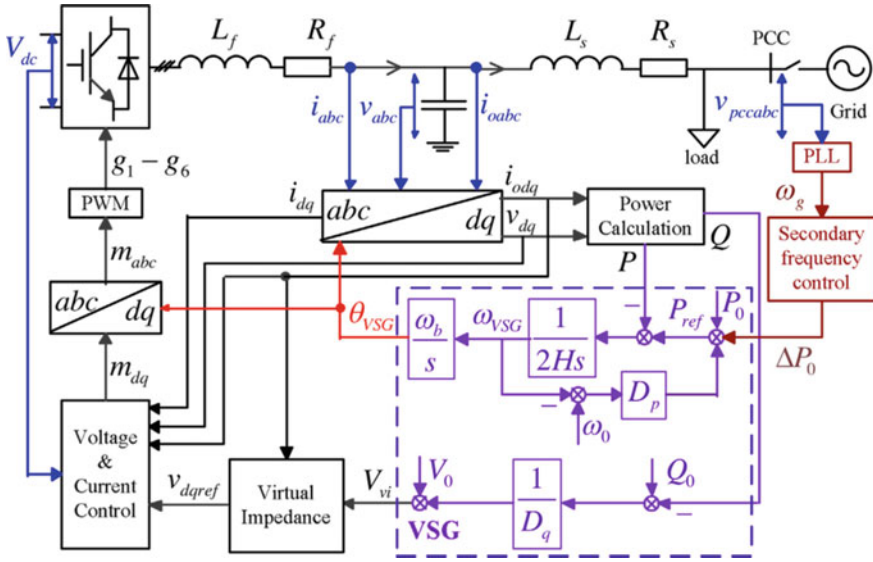 V_dc
L_f
R_f
L_s
R_s
PCC
i_abc
v_abc
i_oabc
v_pccabc
Grid
load
PLL
g_1 − g_6
PWM
i_dq
abc
dq
i_odq
v_dq
Power
Calculation
P
Q
ω_g
Secondary
frequency
control
m_abc
abc
dq
θ_VSG
ω_b
s
ω_VSG
1
2Hs
−
P_ref
P_0
ΔP_0
−
ω_0
D_p
m_dq
Voltage
&
Current
Control
v_dqref
Virtual
Impedance
V_vi
V_0
VSG
1
D_q
Q_0
−